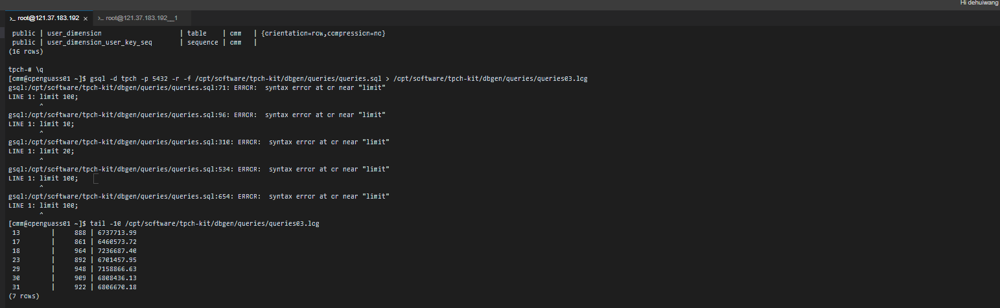 Hi dehuiwang
>_ root@121.37.183.192 × >_ root@121.37.183.192__1
public | user_dimension | table | omm | {orientation=row,compression=no}
public | user_dimension_user_key_seq | sequence | omm |
(16 rows)
tpch-# \q
[omm@openguass01 ~]$ gsql -d tpch -p 5432 -r -f /opt/software/tpch-kit/dbgen/queries/queries.sql > /opt/software/tpch-kit/dbgen/queries/queries03.log
gsql:/opt/software/tpch-kit/dbgen/queries/queries.sql:71: ERROR:  syntax error at or near "limit"
LINE 1: limit 100;
^
gsql:/opt/software/tpch-kit/dbgen/queries/queries.sql:96: ERROR:  syntax error at or near "limit"
LINE 1: limit 10;
^
gsql:/opt/software/tpch-kit/dbgen/queries/queries.sql:310: ERROR:  syntax error at or near "limit"
LINE 1: limit 20;
^
gsql:/opt/software/tpch-kit/dbgen/queries/queries.sql:534: ERROR:  syntax error at or near "limit"
LINE 1: limit 100;
^
gsql:/opt/software/tpch-kit/dbgen/queries/queries.sql:654: ERROR:  syntax error at or near "limit"
LINE 1: limit 100;
^
[omm@openguass01 ~]$ tail -10 /opt/software/tpch-kit/dbgen/queries/queries03.log
13 | 888 | 6737713.99
17 | 861 | 6460573.72
18 | 964 | 7236687.40
23 | 892 | 6701457.95
29 | 948 | 7158866.63
30 | 909 | 6808436.13
31 | 922 | 6806670.18
(7 rows)